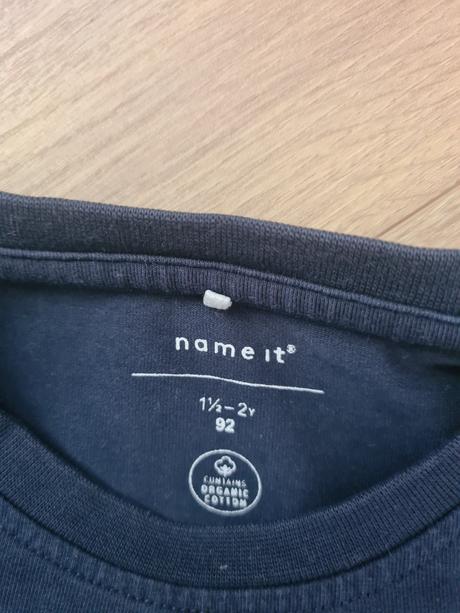 name it®
1½-2Y
92
CONTAINS
ORGANIC
COTTON